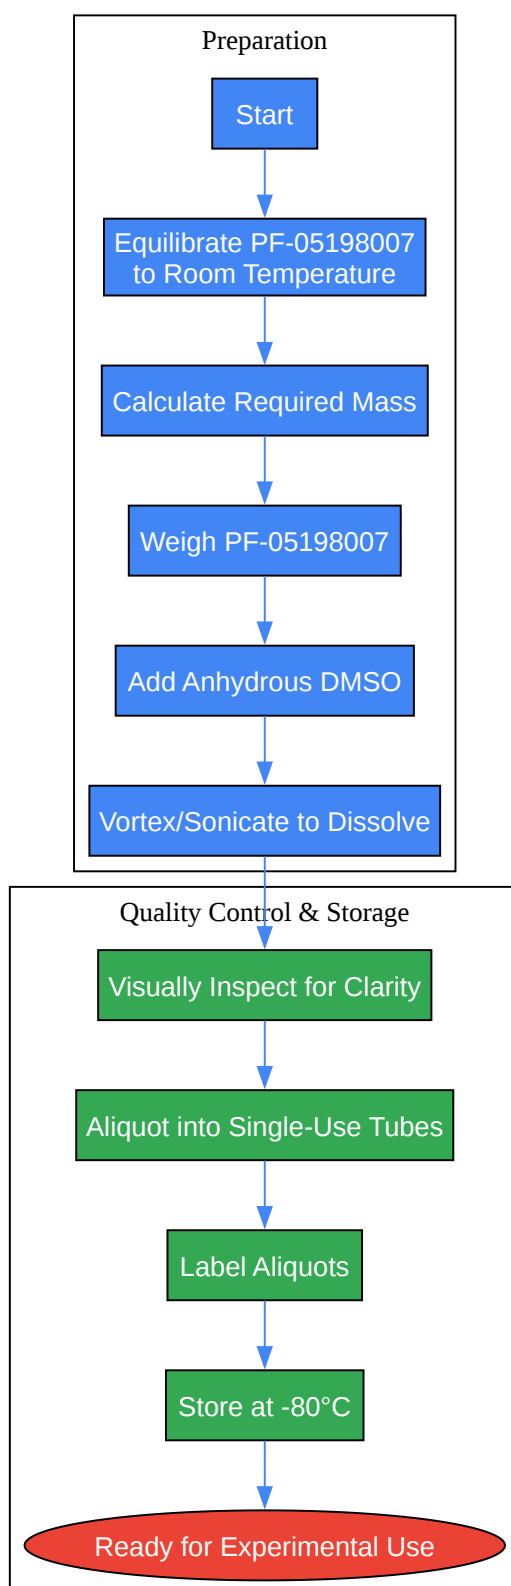 Preparation
Start
Equilibrate PF-05198007
to Room Temperature
Calculate Required Mass
Weigh PF-05198007
Add Anhydrous DMSO
Vortex/Sonicate to Dissolve
Quality Control & Storage
Visually Inspect for Clarity
Aliquot into Single-Use Tubes
Label Aliquots
Store at -80°C
Ready for Experimental Use